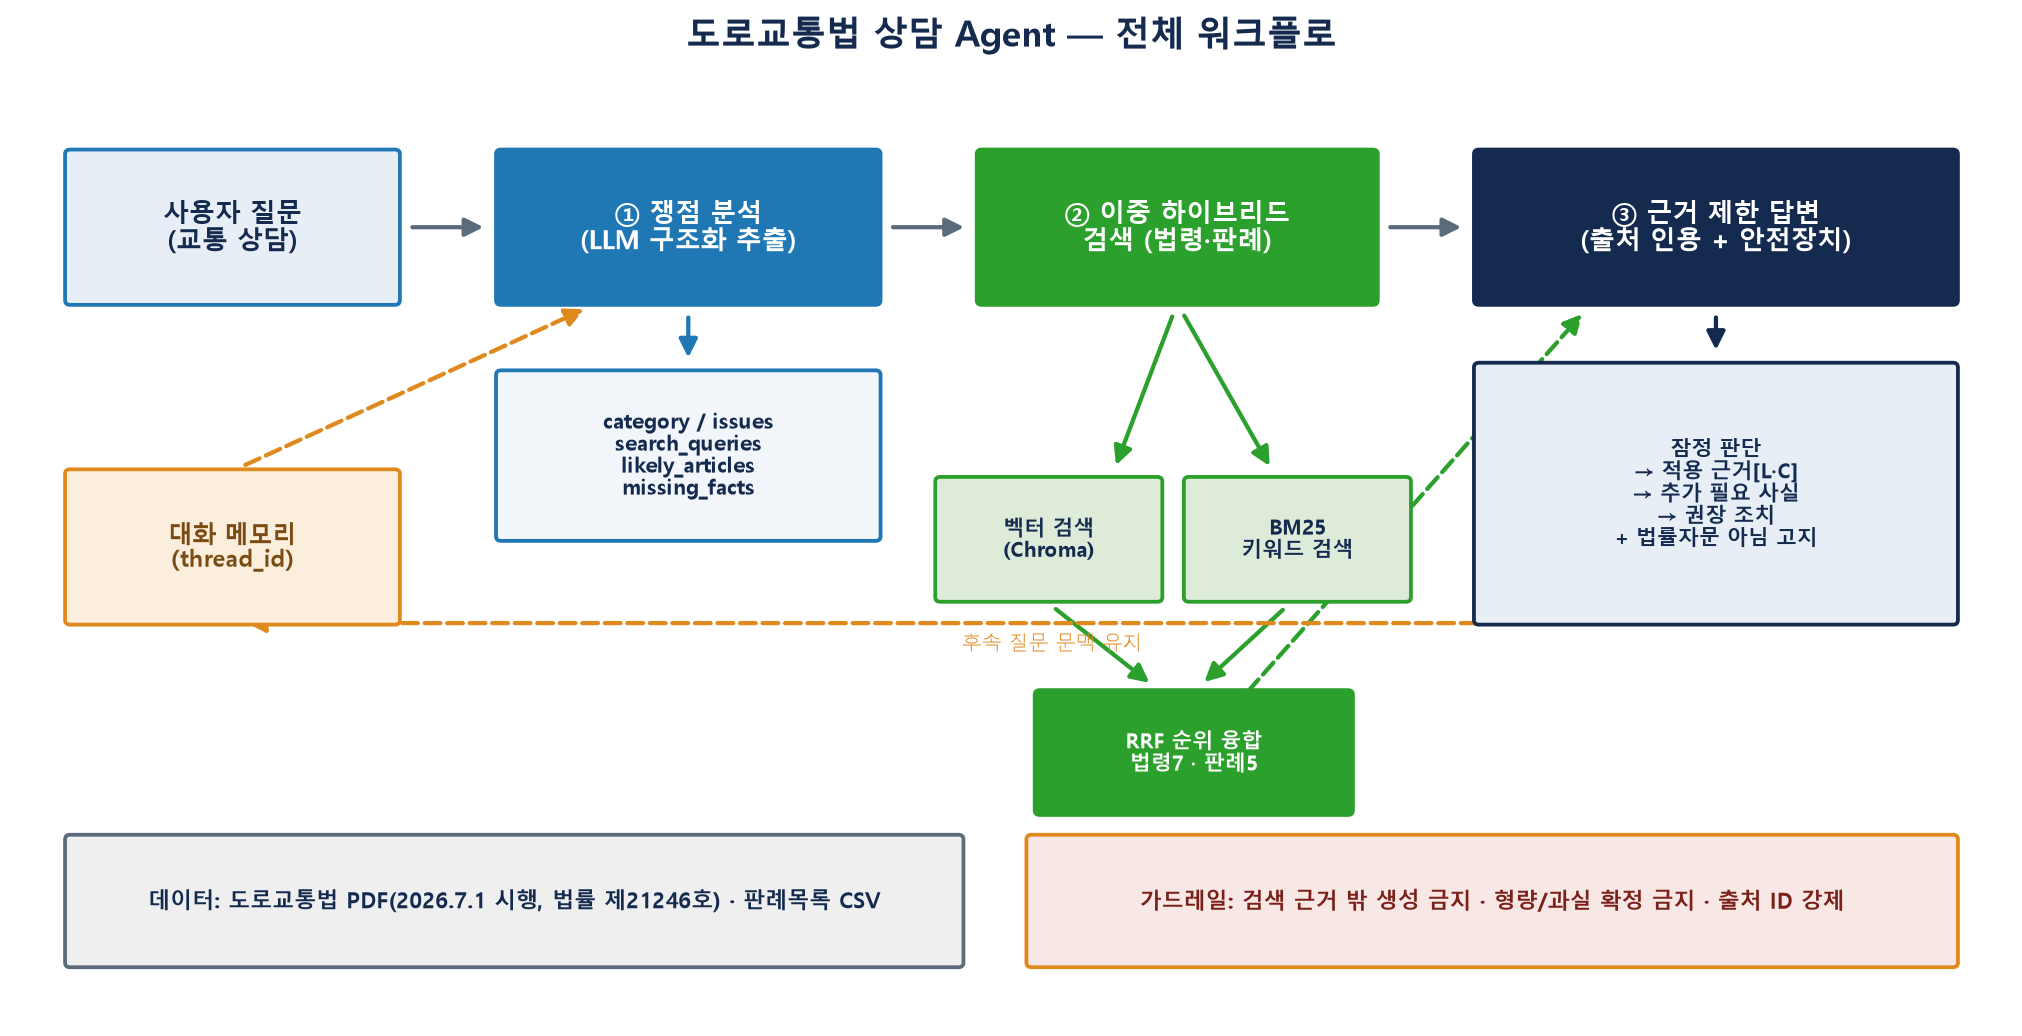 도로교통법 상담 Agent — 전체 워크플로
사용자 질문
(교통 상담)
① 쟁점 분석
(LLM 구조화 추출)
② 이중 하이브리드
검색 (법령·판례)
③ 근거 제한 답변
(출처 인용 + 안전장치)
category / issues
search_queries
likely_articles
missing_facts
대화 메모리
(thread_id)
벡터 검색
(Chroma)
BM25
키워드 검색
잠정 판단
→ 적용 근거[L·C]
→ 추가 필요 사실
→ 권장 조치
+ 법률자문 아님 고지
후속 질문 문맥 유지
RRF 순위 융합
법령7 · 판례5
데이터: 도로교통법 PDF(2026.7.1 시행, 법률 제21246호) · 판례목록 CSV
가드레일: 검색 근거 밖 생성 금지 · 형량/과실 확정 금지 · 출처 ID 강제